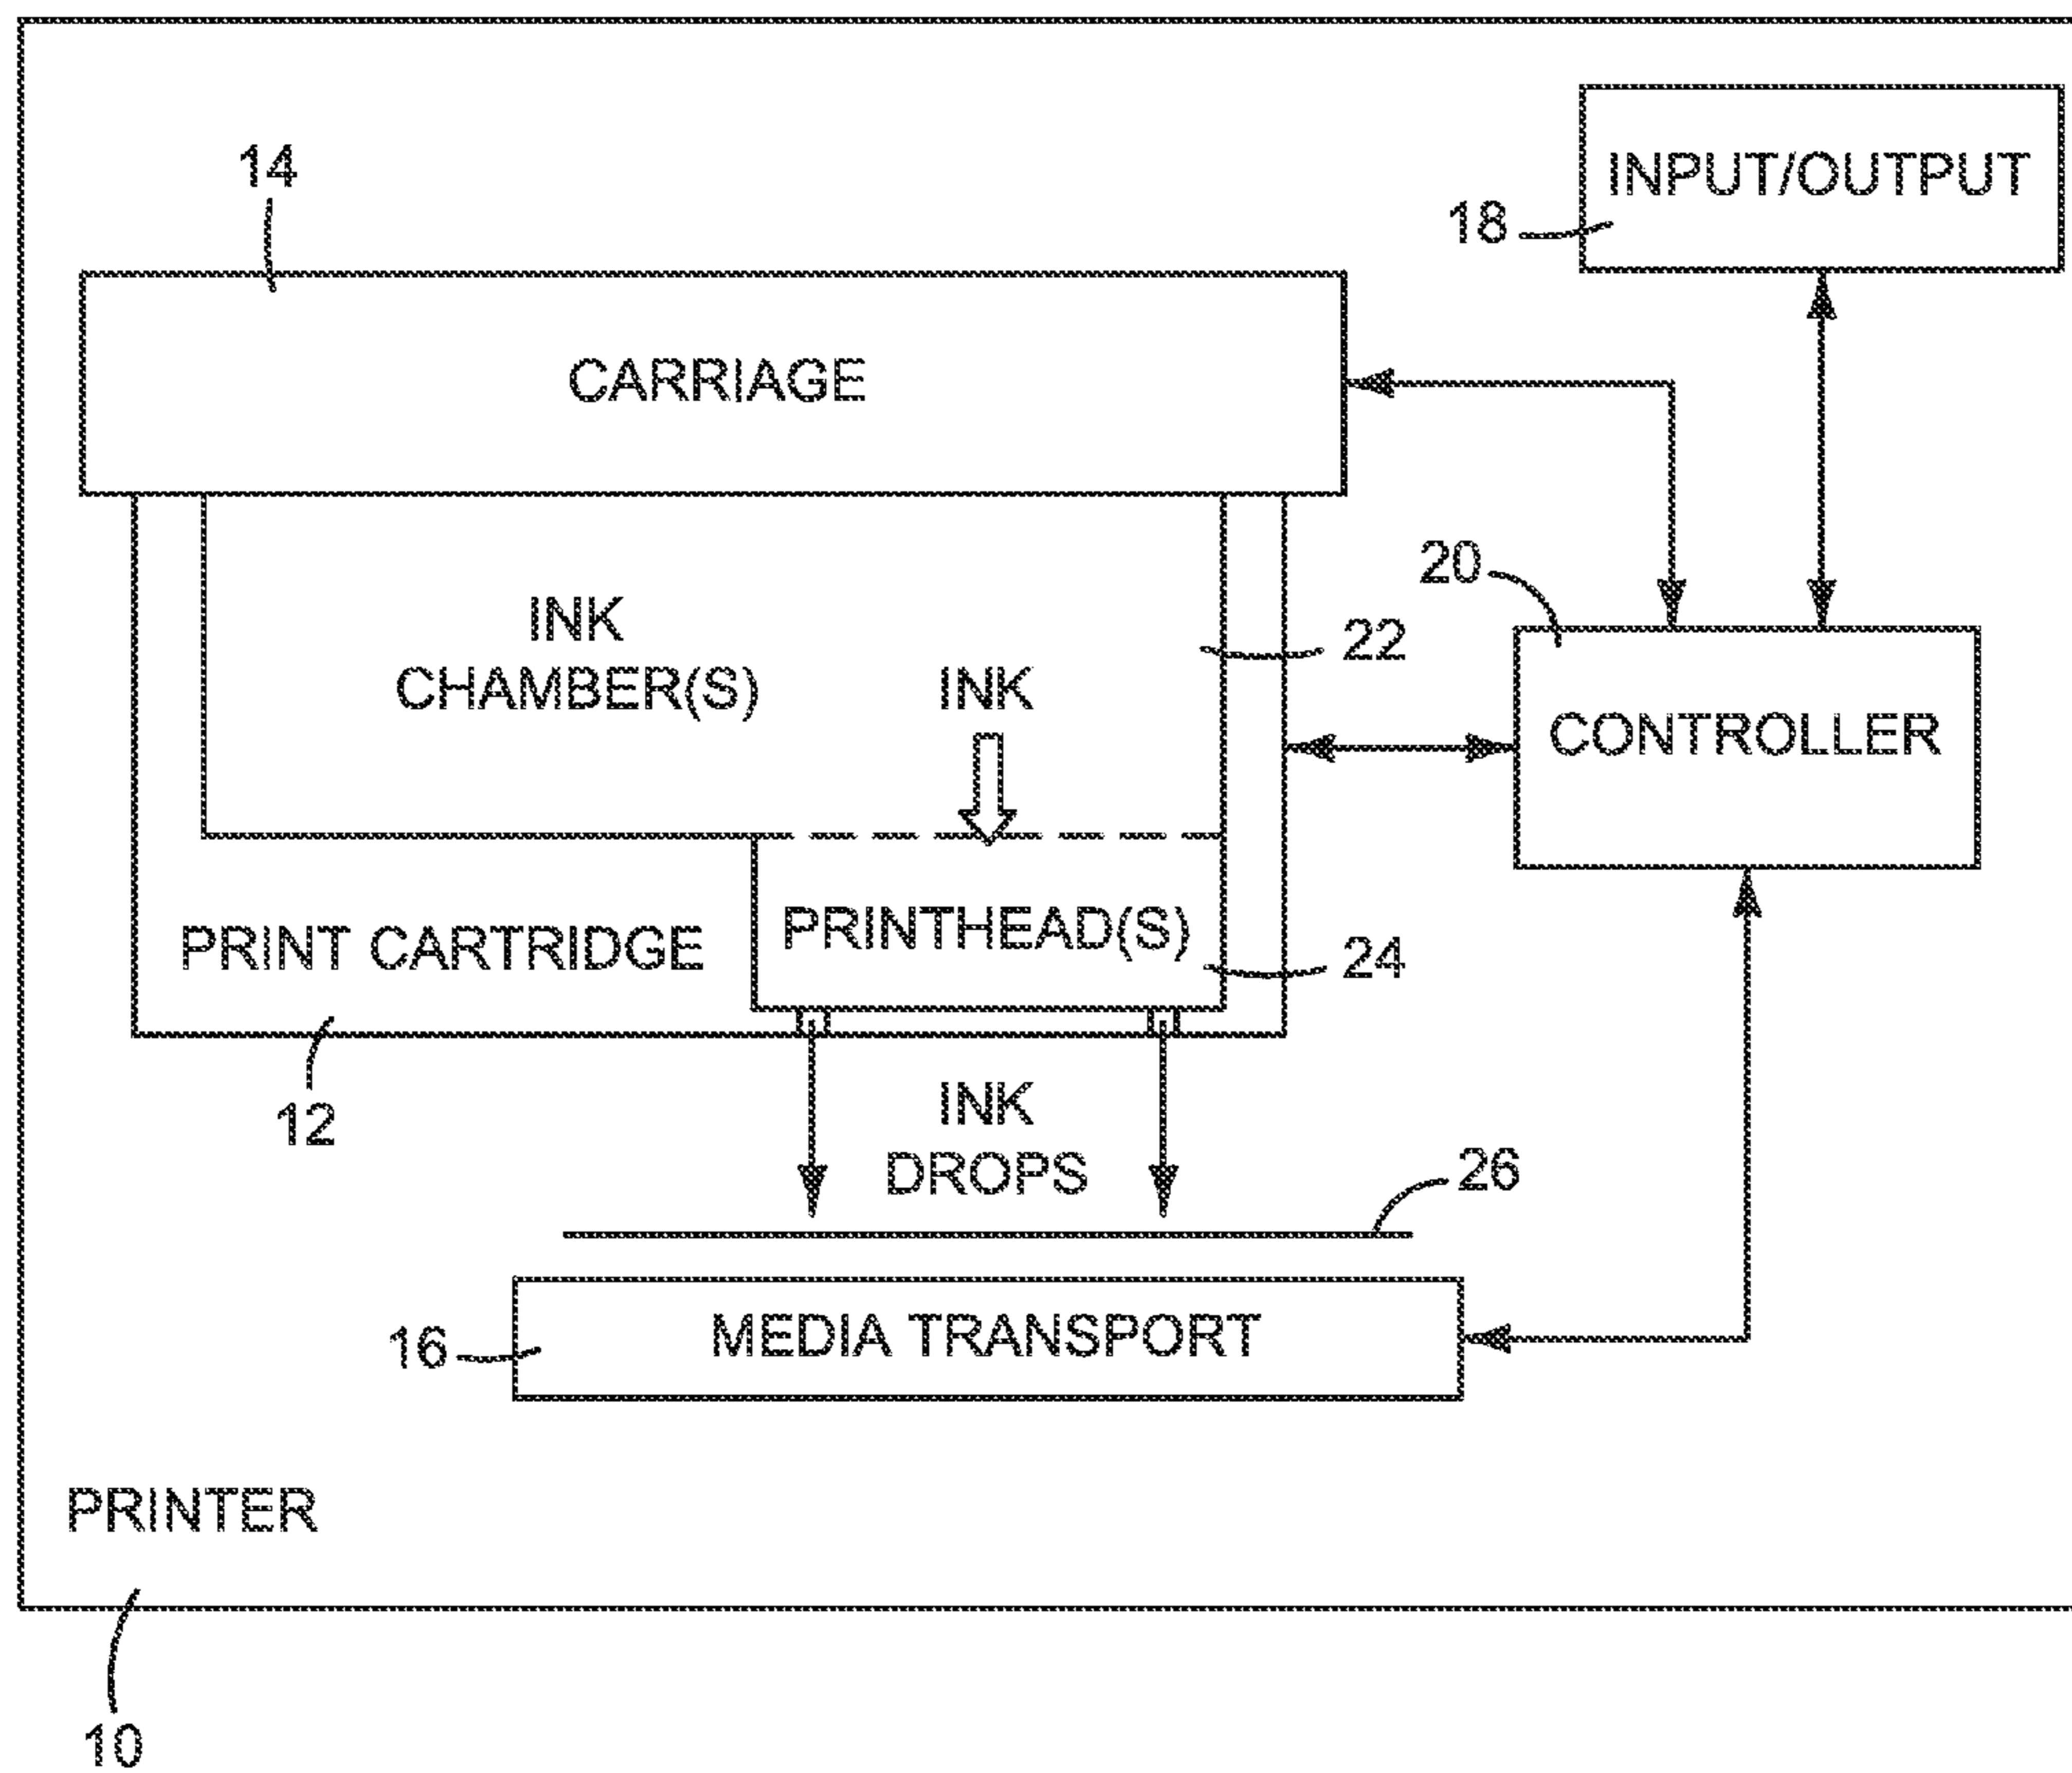 14
INPUT/OUTPUT
18
CARRIAGE
20
INK
CHAMBER(S)
INK
22
CONTROLLER
PRINTHEAD(S)
PRINT CARTRIDGE
24
12
INK
DROPS
26
16
MEDIA TRANSPORT
PRINTER
10